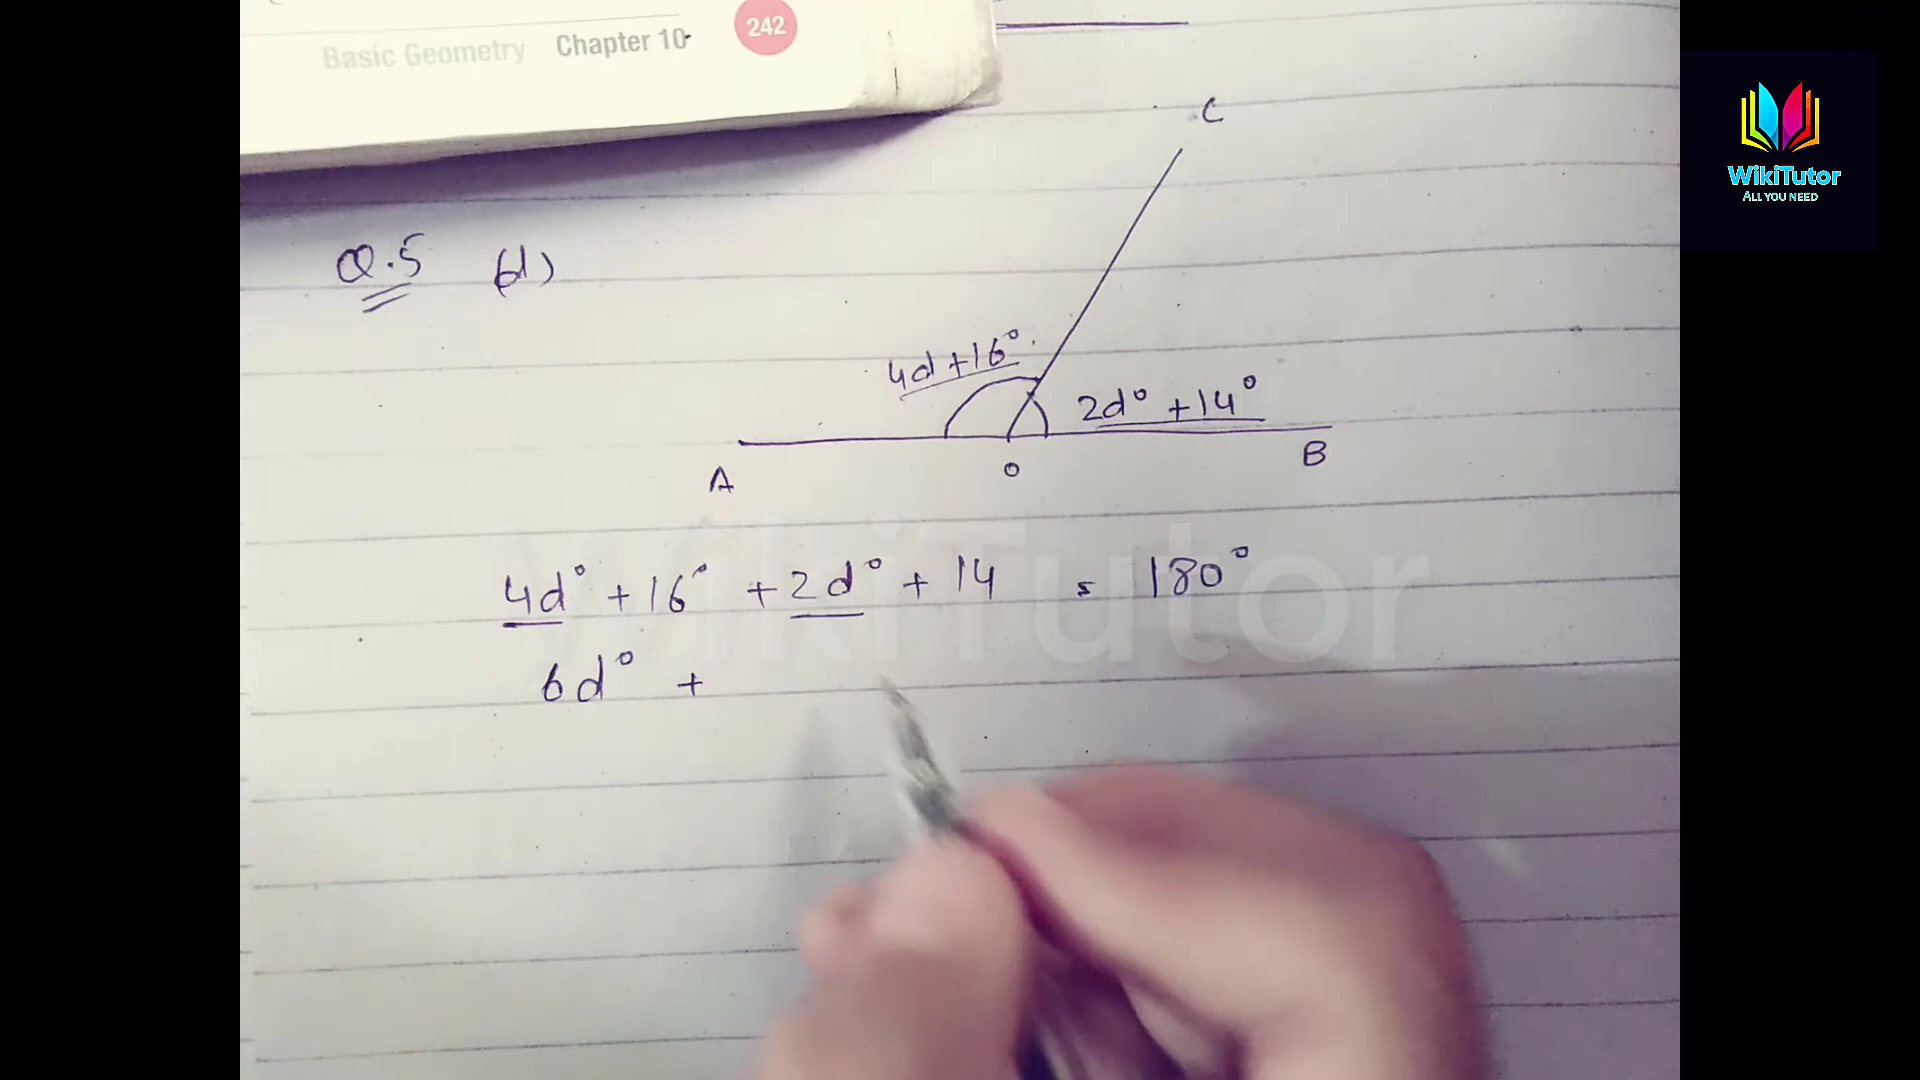 Basic Geometry Chapter 10 242
WikiTutor
ALL YOU NEED
C
Q.5 (d)
4d+16°
2d° +14°
A O B
WikiTutor
4d° +16° +2d° + 14 = 180°
6d° +